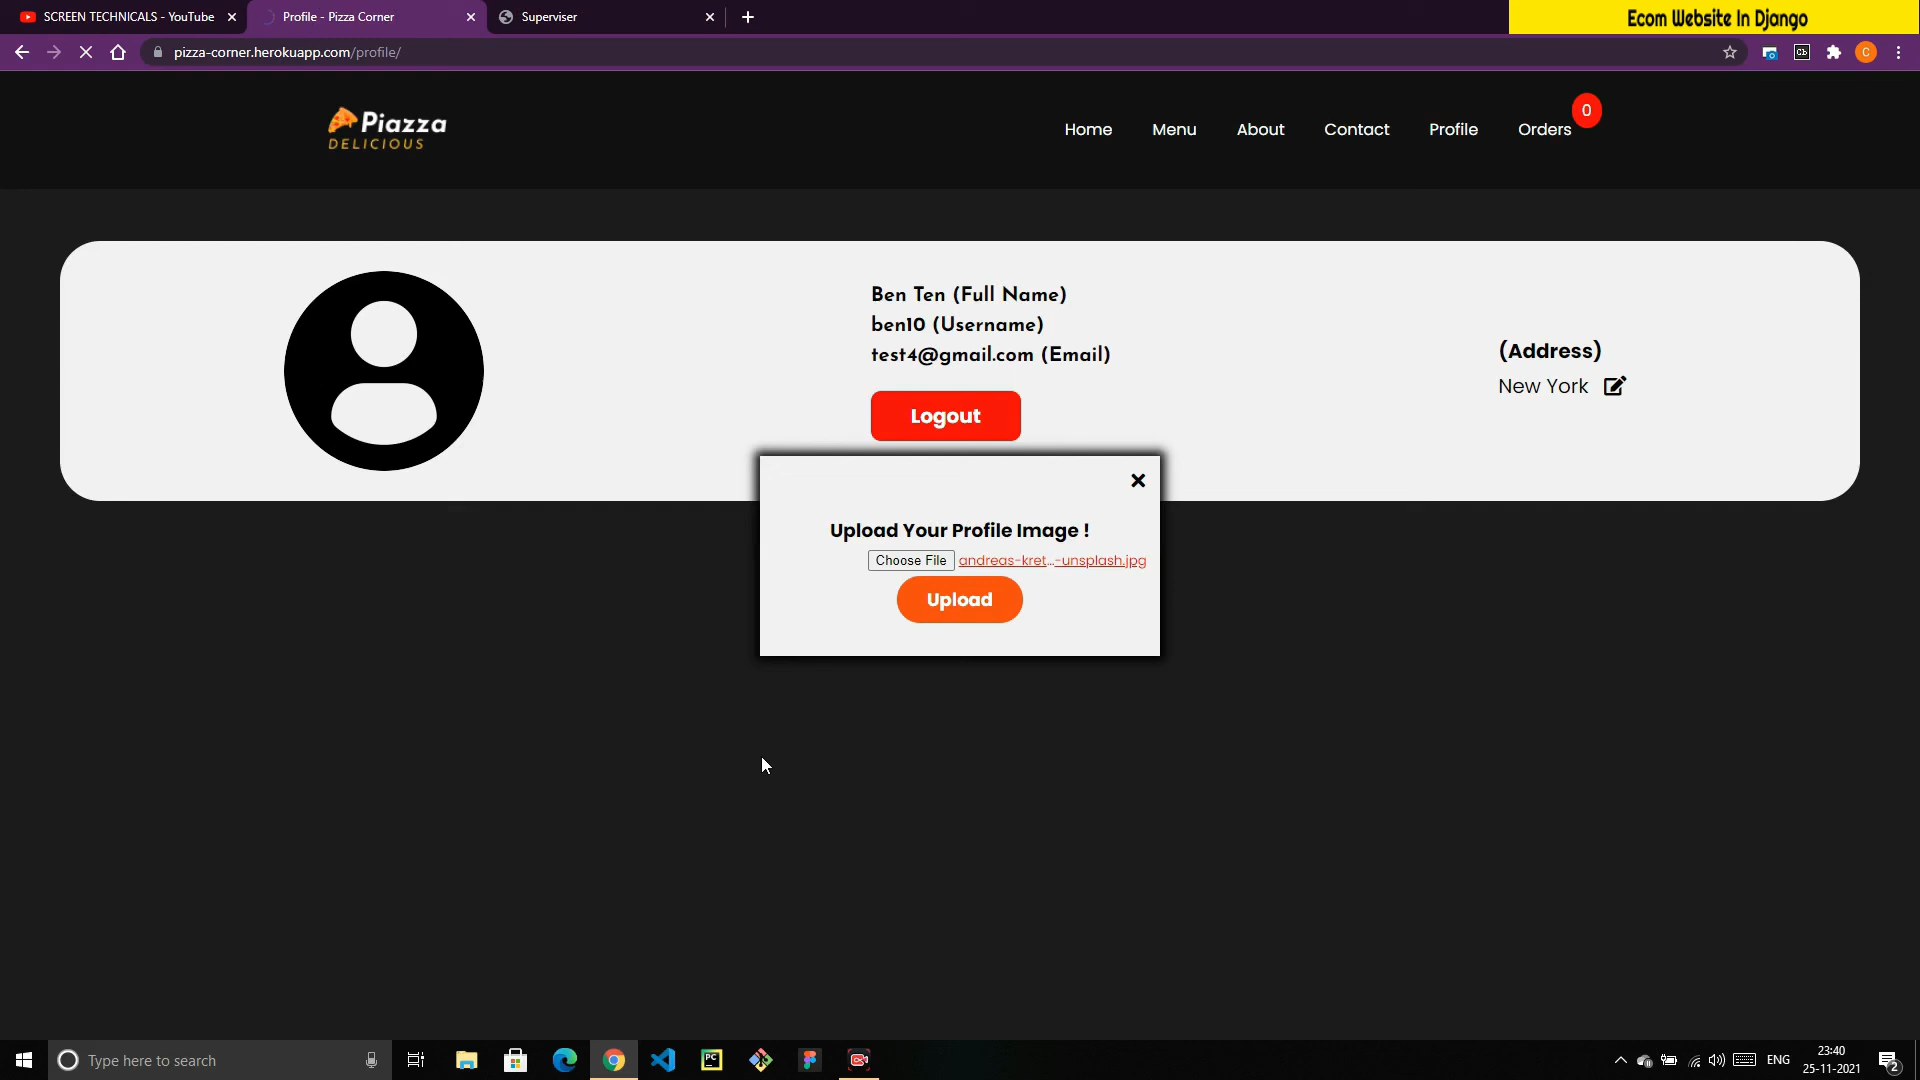 SCREEN TECHNICALS - YouTube
Profile - Pizza Corner
Superviser
Ecom Website In Django
pizza-corner.herokuapp.com/profile/
C
Piazza
DELICIOUS
Home
Menu
About
Contact
Profile
Orders
0
Ben Ten (Full Name)
ben10 (Username)
test4@gmail.com (Email)
Logout
(Address)
New York
Upload Your Profile Image !
Choose File andreas-kret...-unsplash.jpg
Upload
Type here to search
PC
ENG
23:40
25-11-2021
2